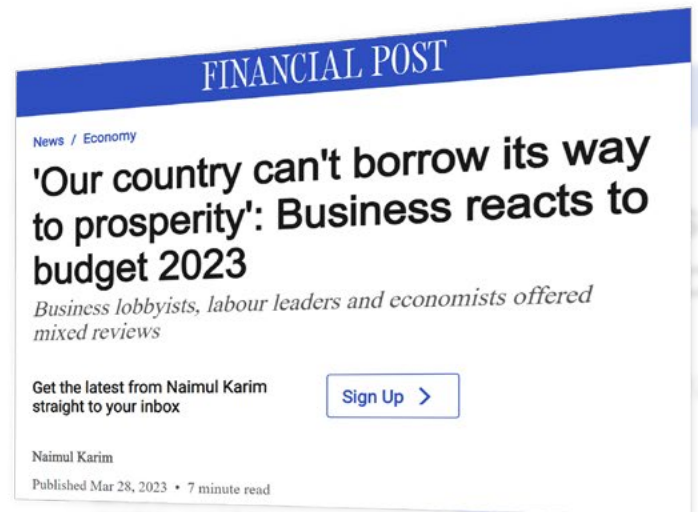 FINANCIAL POST
News / Economy
'Our country can't borrow its way
to prosperity': Business reacts to
budget 2023
Business lobbyists, labour leaders and economists offered
mixed reviews
Get the latest from Naimul Karim
straight to your inbox
Sign Up >
Naimul Karim
Published Mar 28, 2023 • 7 minute read